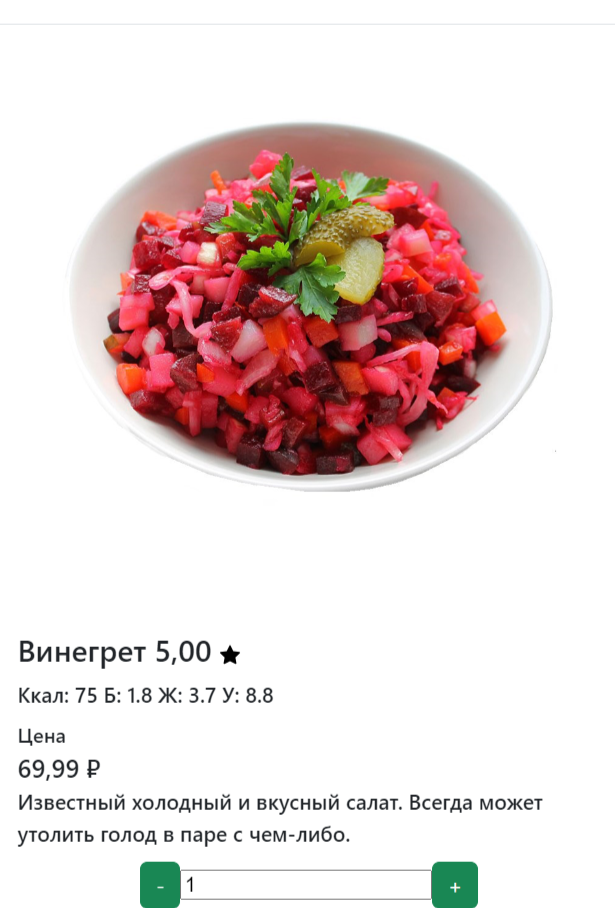 Винегрет 5,00 ★
Ккал: 75 Б: 1.8 Ж: 3.7 У: 8.8
Цена
69,99 ₽
Известный холодный и вкусный салат. Всегда может
утолить голод в паре с чем-либо.
- 1 +